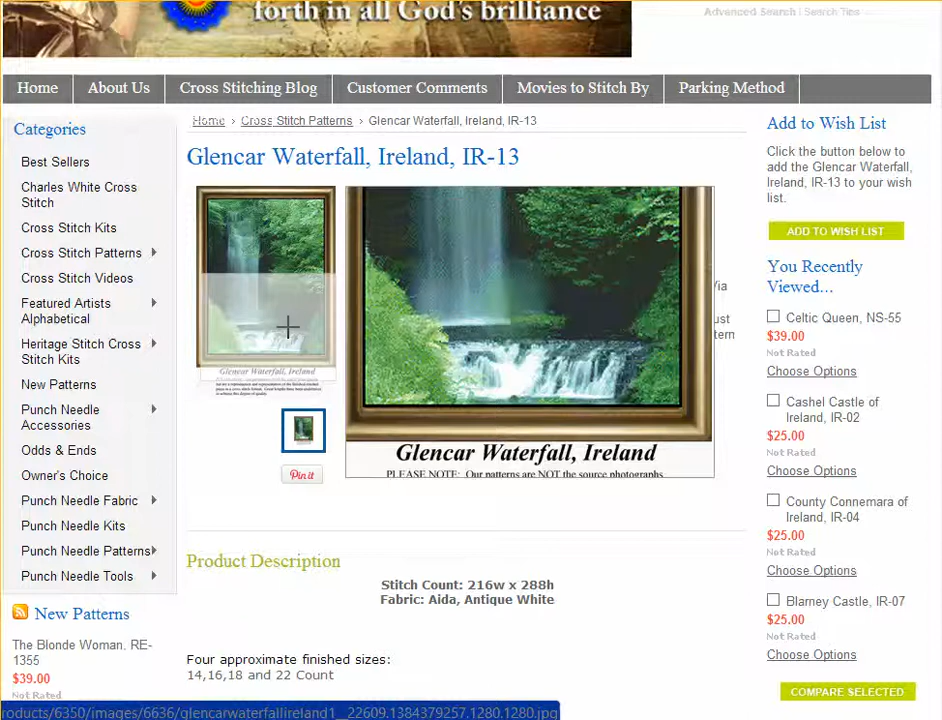 forth in all God's brilliance
Advanced Search | Search Tips
Home
About Us
Cross Stitching Blog
Customer Comments
Movies to Stitch By
Parking Method
Categories
Best Sellers
Charles White Cross
Stitch
Cross Stitch Kits
Cross Stitch Patterns
Cross Stitch Videos
Featured Artists
Alphabetical
Heritage Stitch Cross
Stitch Kits
New Patterns
Punch Needle
Accessories
Odds & Ends
Owner's Choice
Punch Needle Fabric
Punch Needle Kits
Punch Needle Patterns
Punch Needle Tools
New Patterns
The Blonde Woman. RE-
1355
$39.00
Not Rated
Home › Cross Stitch Patterns › Glencar Waterfall, Ireland, IR-13
Glencar Waterfall, Ireland, IR-13
Glencar Waterfall, Ireland
Pin it
Glencar Waterfall, Ireland
PLEASE NOTE: Our patterns are NOT the source photographs
Via
ust
tern
Product Description
Stitch Count: 216w x 288h
Fabric: Aida, Antique White
Four approximate finished sizes:
14,16,18 and 22 Count
Add to Wish List
Click the button below to
add the Glencar Waterfall,
Ireland, IR-13 to your wish
list.
ADD TO WISH LIST
You Recently
Viewed...
Celtic Queen, NS-55
$39.00
Not Rated
Choose Options
Cashel Castle of
Ireland, IR-02
$25.00
Not Rated
Choose Options
County Connemara of
Ireland, IR-04
$25.00
Not Rated
Choose Options
Blarney Castle, IR-07
$25.00
Not Rated
Choose Options
COMPARE SELECTED
roducts/6350/images/6636/glencarwaterfallireland1__22609.1384379257.1280.1280.jpg